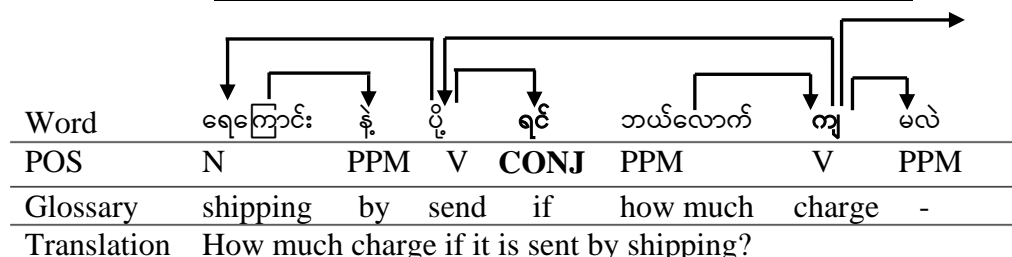 Word ရေကြောင်း နဲ့ ပို့ ရင် ဘယ်လောက် ကျ မလဲ
POS N PPM V CONJ PPM V PPM
Glossary shipping by send if how much charge -
Translation How much charge if it is sent by shipping?